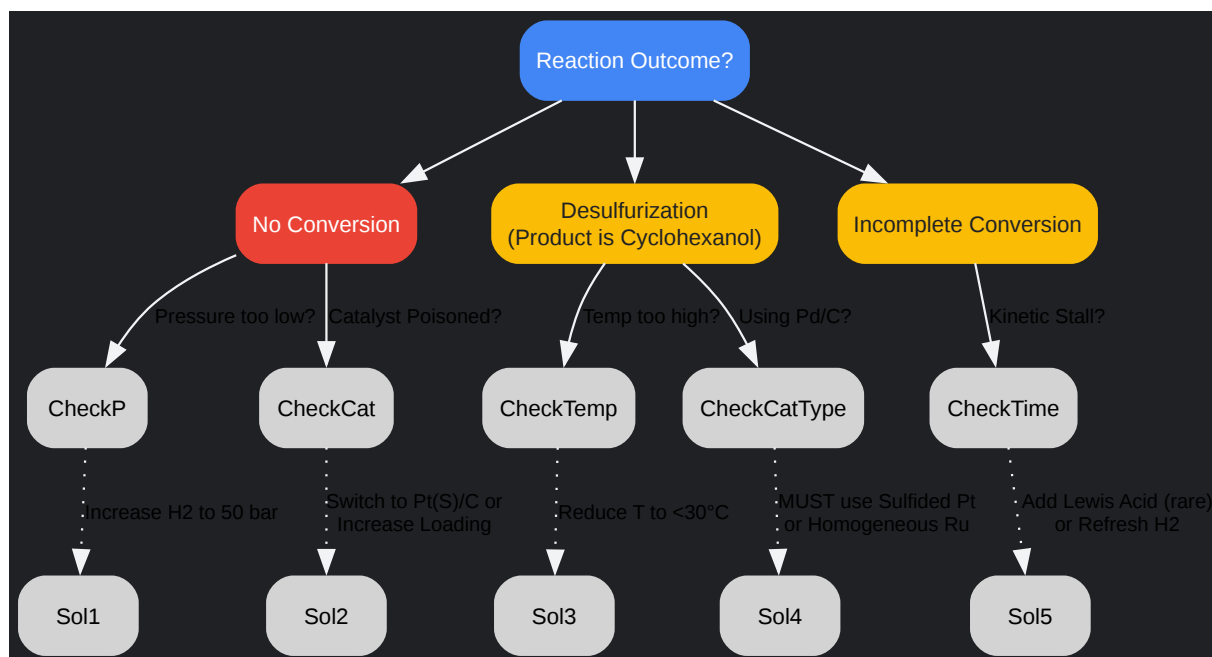 Reaction Outcome?
No Conversion
Desulfurization
(Product is Cyclohexanol)
Incomplete Conversion
Pressure too low?
Catalyst Poisoned?
Temp too high?
Using Pd/C?
Kinetic Stall?
CheckP
CheckCat
CheckTemp
CheckCatType
CheckTime
Increase H2 to 50 bar
Switch to Pt(S)/C or
Increase Loading
Reduce T to <30°C
MUST use Sulfided Pt
or Homogeneous Ru
Add Lewis Acid (rare)
or Refresh H2
Sol1
Sol2
Sol3
Sol4
Sol5